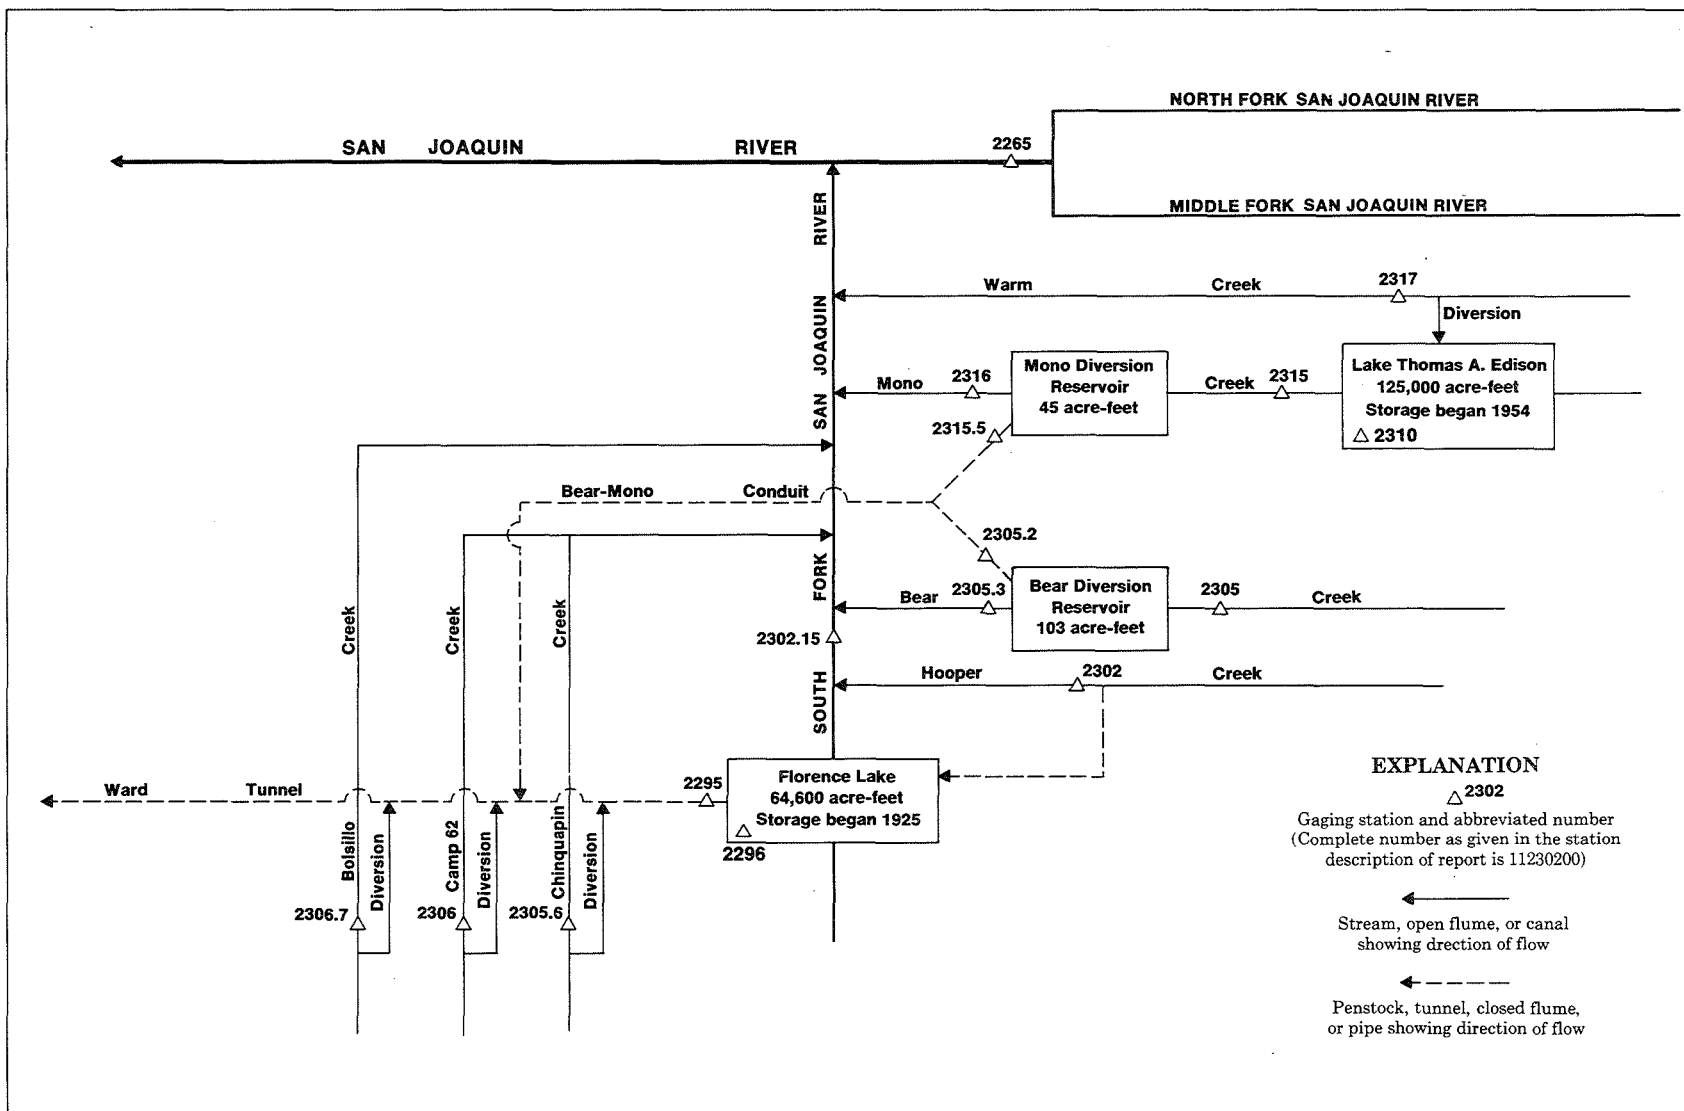 NORTH FORK SAN JOAQUIN RIVER
SAN JOAQUIN RIVER
2265
MIDDLE FORK SAN JOAQUIN RIVER
SOUTH FORK SAN JOAQUIN RIVER
Warm Creek
2317
Diversion
Mono Diversion
Reservoir
45 acre-feet
Lake Thomas A. Edison
125,000 acre-feet
Storage began 1954
2310
Mono
2316
Creek
2315
2315.5
Bear-Mono Conduit
2305.2
Bear
2305.3
Bear Diversion
Reservoir
103 acre-feet
2305
Creek
2302.15
Hooper
2302
Creek
Florence Lake
64,600 acre-feet
Storage began 1925
2295
2296
Ward Tunnel
Bolsillo Creek
Diversion
2306.7
Camp 62 Creek
Diversion
2306
Chinquapin Creek
Diversion
2305.6
EXPLANATION
2302
Gaging station and abbreviated number
(Complete number as given in the station
description of report is 11230200)
Stream, open flume, or canal
showing drection of flow
Penstock, tunnel, closed flume,
or pipe showing direction of flow